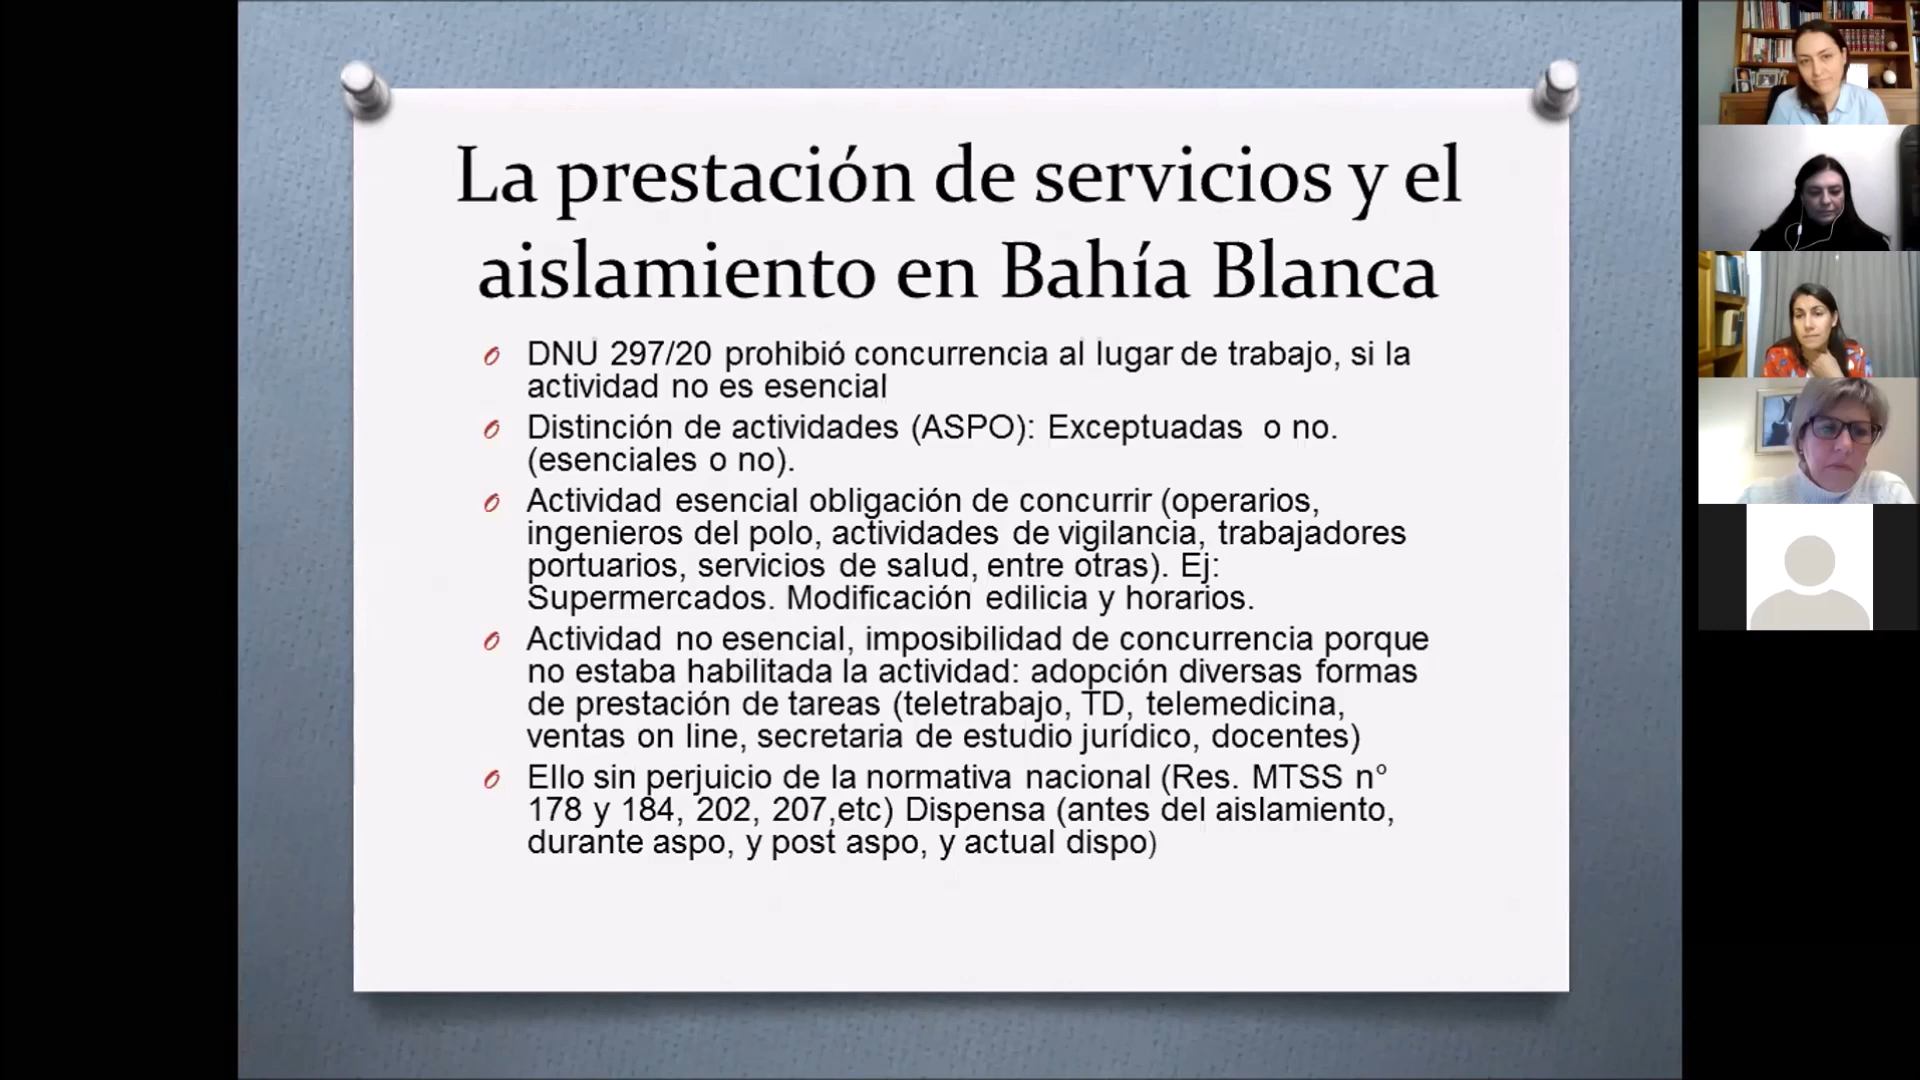 La prestación de servicios y el
aislamiento en Bahía Blanca
DNU 297/20 prohibió concurrencia al lugar de trabajo, si la
actividad no es esencial
Distinción de actividades (ASPO): Exceptuadas o no.
(esenciales o no).
Actividad esencial obligación de concurrir (operarios,
ingenieros del polo, actividades de vigilancia, trabajadores
portuarios, servicios de salud, entre otras). Ej:
Supermercados. Modificación edilicia y horarios.
Actividad no esencial, imposibilidad de concurrencia porque
no estaba habilitada la actividad: adopción diversas formas
de prestación de tareas (teletrabajo, TD, telemedicina,
ventas on line, secretaria de estudio jurídico, docentes)
Ello sin perjuicio de la normativa nacional (Res. MTSS n°
178 y 184, 202, 207,etc) Dispensa (antes del aislamiento,
durante aspo, y post aspo, y actual dispo)